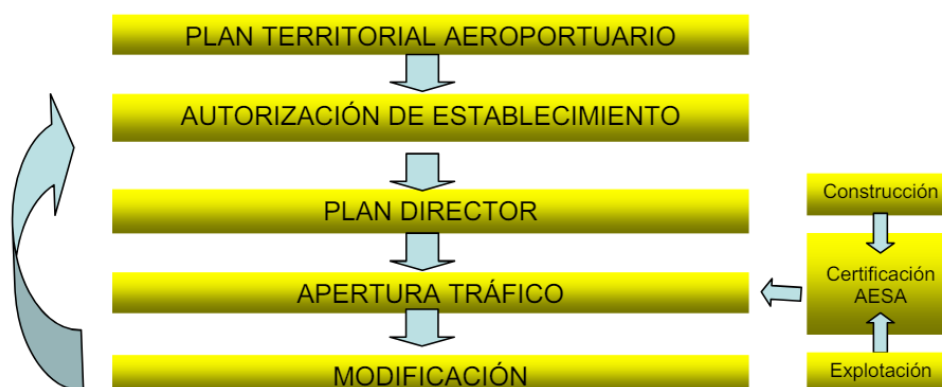 PLAN TERRITORIAL AEROPORTUARIO
AUTORIZACIÓN DE ESTABLECIMIENTO
PLAN DIRECTOR
APERTURA TRÁFICO
MODIFICACIÓN
Construcción
Certificación
AESA
Explotación